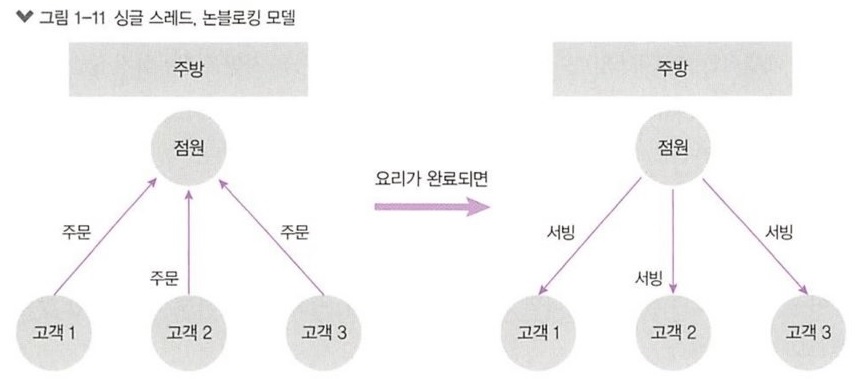 그림 1-11 싱글 스레드, 논블로킹 모델
주방
점원
주문
주문
주문
고객 1
고객 2
고객 3
요리가 완료되면
주방
점원
서빙
서빙
서빙
고객 1
고객 2
고객 3